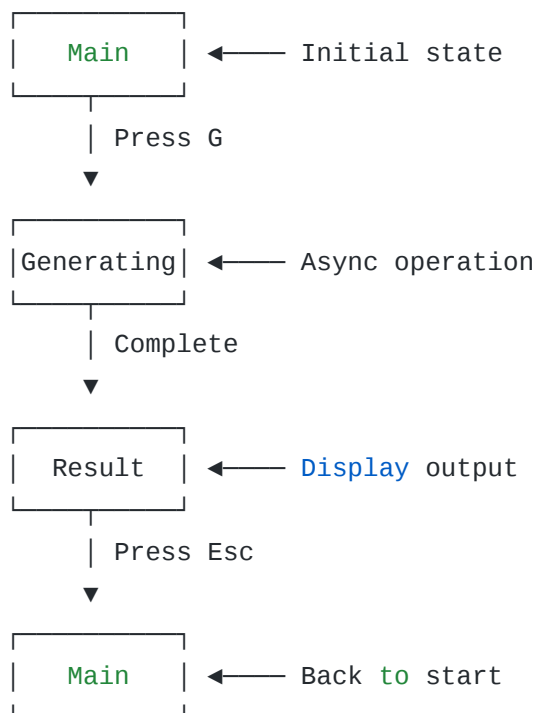 Main Initial state
Press G
Generating Async operation
Complete
Result Display output
Press Esc
Main Back to start